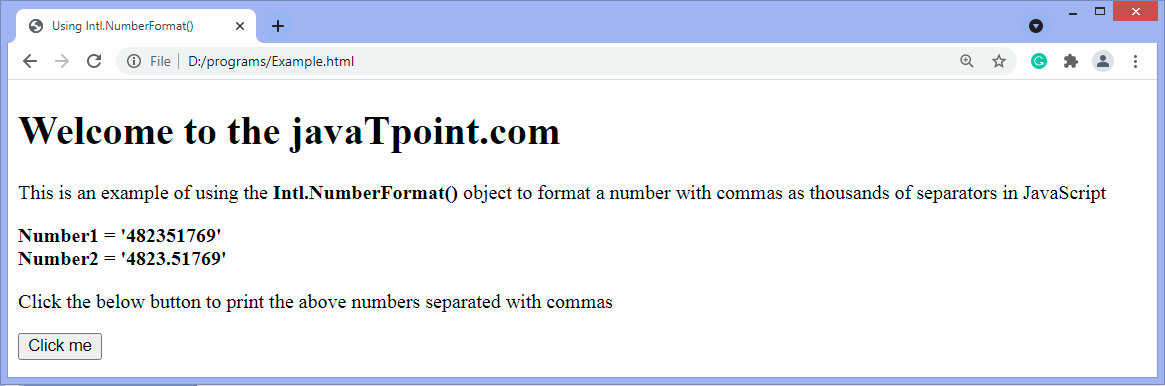 Using Intl.NumberFormat()
File D:/programs/Example.html
Welcome to the javaTpoint.com
This is an example of using the Intl.NumberFormat() object to format a number with commas as thousands of separators in JavaScript
Number1 = '482351769'
Number2 = '4823.51769'
Click the below button to print the above numbers separated with commas
Click me